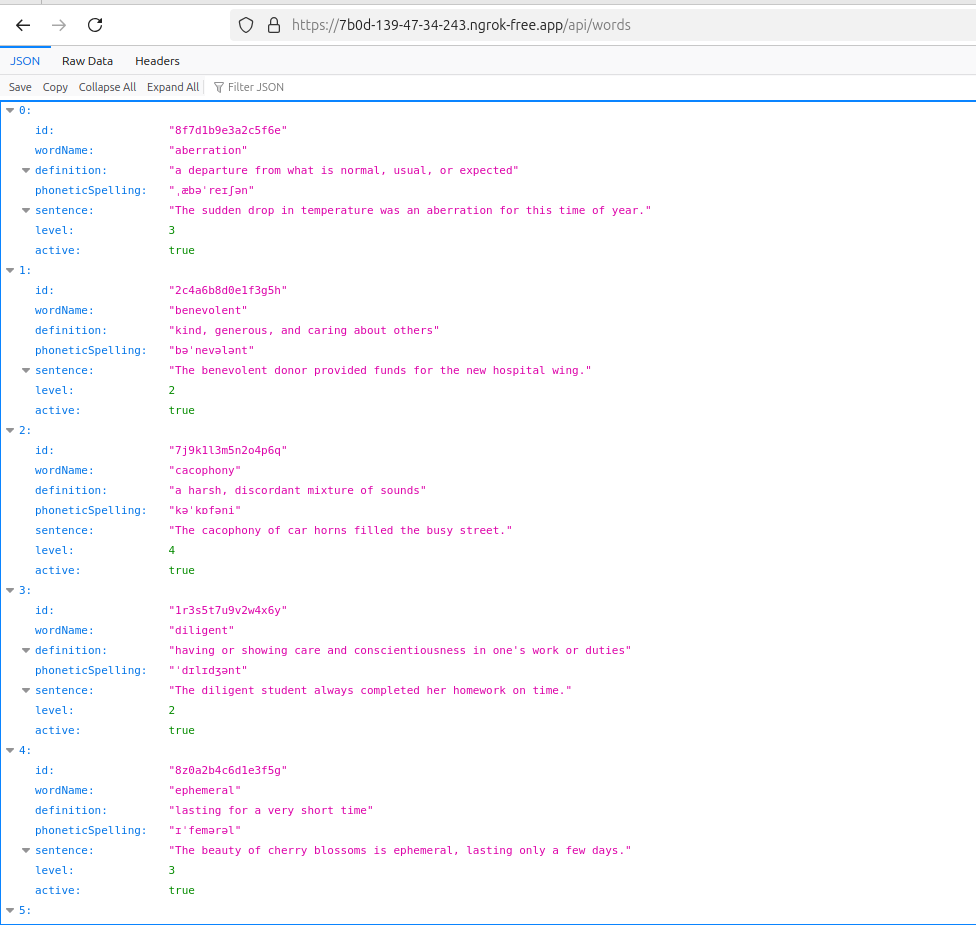 https://7b0d-139-47-34-243.ngrok-free.app/api/words
JSON Raw Data Headers
Save Copy Collapse All Expand All Filter JSON
0:
id: "8f7d1b9e3a2c5f6e"
wordName: "aberration"
definition: "a departure from what is normal, usual, or expected"
phoneticSpelling: "ˌæbəˈreɪʃən"
sentence: "The sudden drop in temperature was an aberration for this time of year."
level: 3
active: true
1:
id: "2c4a6b8d0e1f3g5h"
wordName: "benevolent"
definition: "kind, generous, and caring about others"
phoneticSpelling: "bəˈnevələnt"
sentence: "The benevolent donor provided funds for the new hospital wing."
level: 2
active: true
2:
id: "7j9k1l3m5n2o4p6q"
wordName: "cacophony"
definition: "a harsh, discordant mixture of sounds"
phoneticSpelling: "kəˈkɒfəni"
sentence: "The cacophony of car horns filled the busy street."
level: 4
active: true
3:
id: "1r3s5t7u9v2w4x6y"
wordName: "diligent"
definition: "having or showing care and conscientiousness in one's work or duties"
phoneticSpelling: "ˈdɪlɪdʒənt"
sentence: "The diligent student always completed her homework on time."
level: 2
active: true
4:
id: "8z0a2b4c6d1e3f5g"
wordName: "ephemeral"
definition: "lasting for a very short time"
phoneticSpelling: "ɪˈfemərəl"
sentence: "The beauty of cherry blossoms is ephemeral, lasting only a few days."
level: 3
active: true
5: